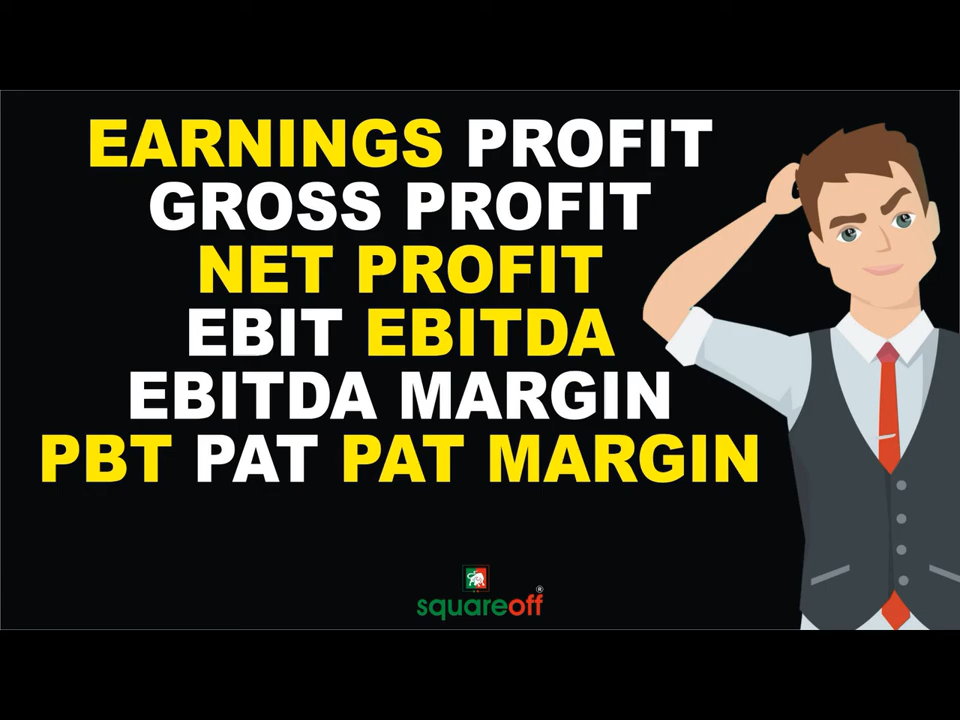 EARNINGS PROFIT
GROSS PROFIT
NET PROFIT
EBIT EBITDA
EBITDA MARGIN
PBT PAT PAT MARGIN
squareoff®